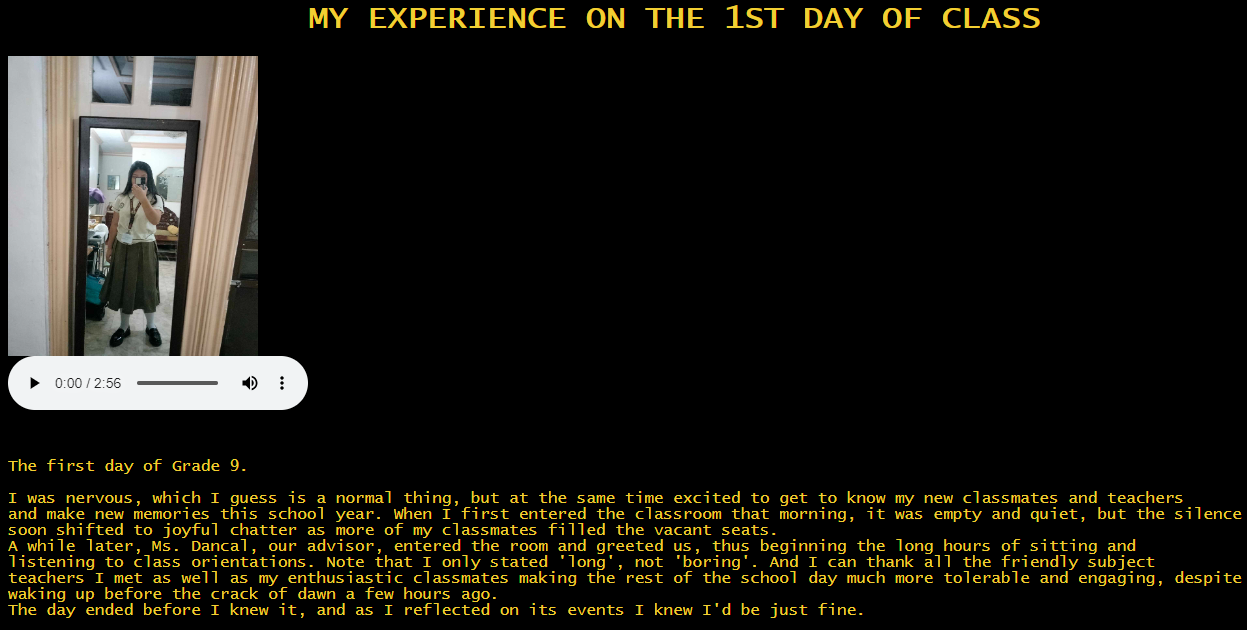 MY EXPERIENCE ON THE 1ST DAY OF CLASS
0:00 / 2:56
The first day of Grade 9.
I was nervous, which I guess is a normal thing, but at the same time excited to get to know my new classmates and teachers
and make new memories this school year. When I first entered the classroom that morning, it was empty and quiet, but the silence
soon shifted to joyful chatter as more of my classmates filled the vacant seats.
A while later, Ms. Dancal, our advisor, entered the room and greeted us, thus beginning the long hours of sitting and
listening to class orientations. Note that I only stated 'long', not 'boring'. And I can thank all the friendly subject
teachers I met as well as my enthusiastic classmates making the rest of the school day much more tolerable and engaging, despite
waking up before the crack of dawn a few hours ago.
The day ended before I knew it, and as I reflected on its events I knew I'd be just fine.